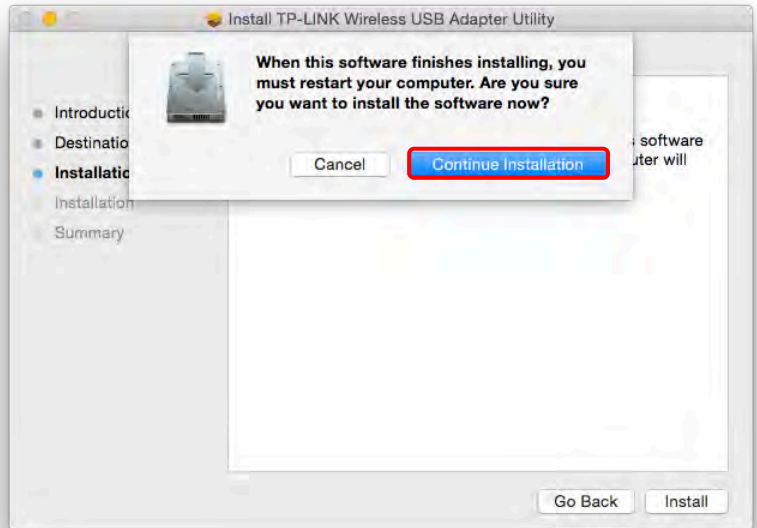 Install TP-LINK Wireless USB Adapter Utility
When this software finishes installing, you
must restart your computer. Are you sure
you want to install the software now?
Cancel
Continue Installation
Introductio
Destinatio
Installatio
Installation
Summary
software
uter will
Go Back
Install